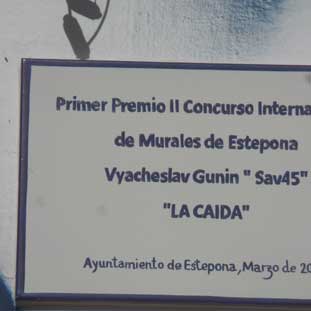 Primer Premio II Concurso Interna
de Murales de Estepona
Vyacheslav Gunin " Sav45"
"LA CAIDA"
Ayuntamiento de Estepona, Marzo de 20